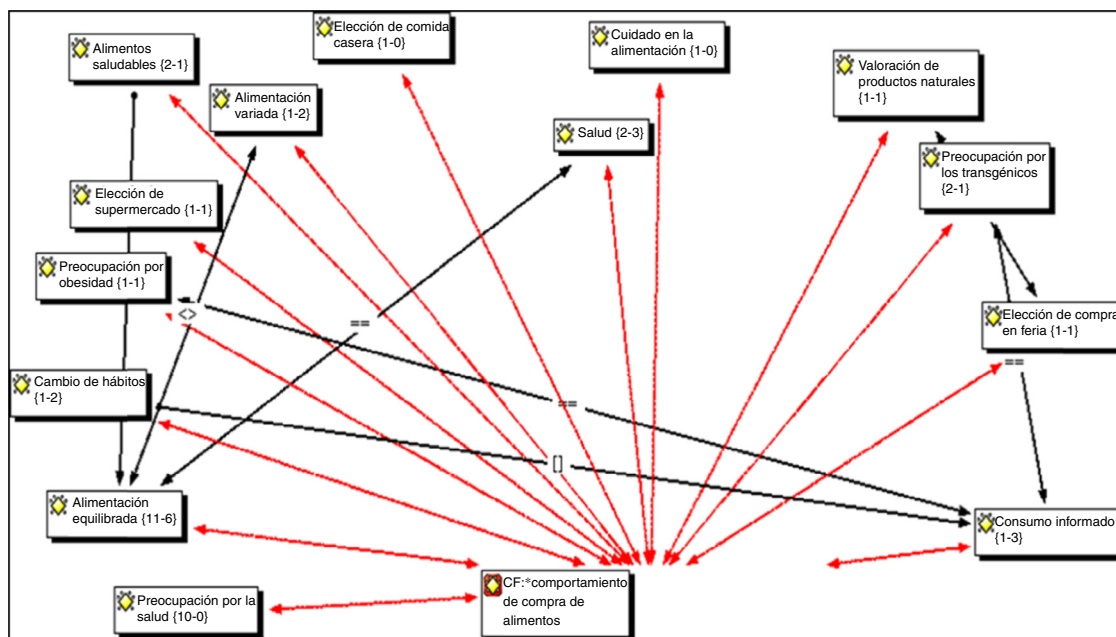 Elección de comida
casera {1-0}
Cuidado en la
alimentación {1-0}
Alimentos
saludables {2-1}
Valoración de
productos naturales
{1-1}
Alimentación
variada {1-2}
Salud {2-3}
Preocupación por
los transgénicos
{2-1}
Elección de
supermercado {1-1}
Preocupación por
obesidad {1-1}
<>
==
Elección de compra
en feria {1-1}
==
Cambio de hábitos
{1-2}
==
[]
Alimentación
equilibrada {11-6}
Consumo informado
{1-3}
CF:*comportamiento
de compra de
alimentos
Preocupación por la
salud {10-0}